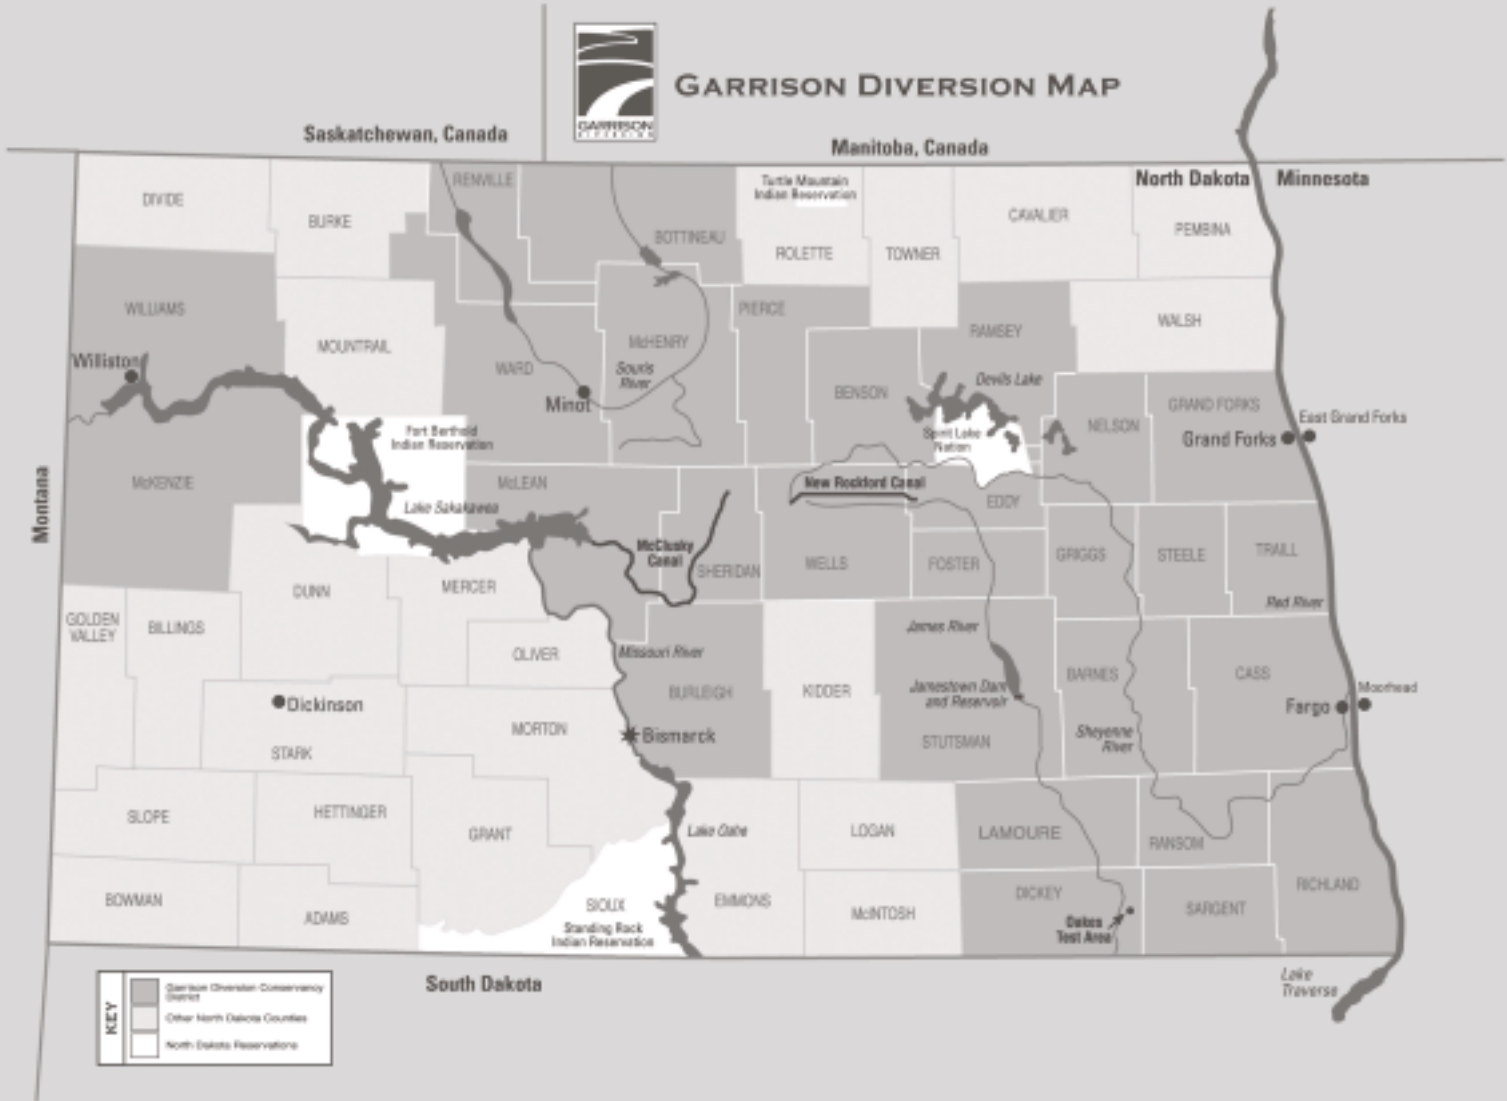 GARRISON DIVERSION MAP
GARRISON
DIVERSION
Saskatchewan, Canada
Manitoba, Canada
North Dakota
Minnesota
RENVILLE
Turtle Mountain
Indian Reservation
DIVIDE
BURKE
BOTTINEAU
ROLETTE
TOWNER
CAVALIER
PEMBINA
WILLIAMS
MOUNTRAIL
WARD
McHENRY
PIERCE
RAMSEY
WALSH
Williston
Souris
River
Minot
BENSON
Devils Lake
NELSON
GRAND FORKS
East Grand Forks
Grand Forks
Fort Berthold
Indian Reservation
Spirit Lake
Nation
Montana
McKENZIE
McLEAN
Lake Sakakawea
New Rockford Canal
EDDY
McClusky
Canal
SHERIDAN
WELLS
FOSTER
GRIGGS
STEELE
TRAILL
Red River
DUNN
MERCER
GOLDEN
VALLEY
BILLINGS
OLIVER
Missouri River
BURLEIGH
KIDDER
James River
Jamestown Dam
and Reservoir
STUTSMAN
BARNES
CASS
Sheyenne
River
Fargo
Moorhead
Dickinson
STARK
MORTON
Bismarck
SLOPE
HETTINGER
GRANT
Lake Oahe
LOGAN
LAMOURE
RANSOM
RICHLAND
BOWMAN
ADAMS
SIOUX
Standing Rock
Indian Reservation
EMMONS
McINTOSH
DICKEY
Oakes
Test Area
SARGENT
South Dakota
Lake
Traverse
KEY
Garrison Diversion Conservancy
District
Other North Dakota Counties
North Dakota Reservations